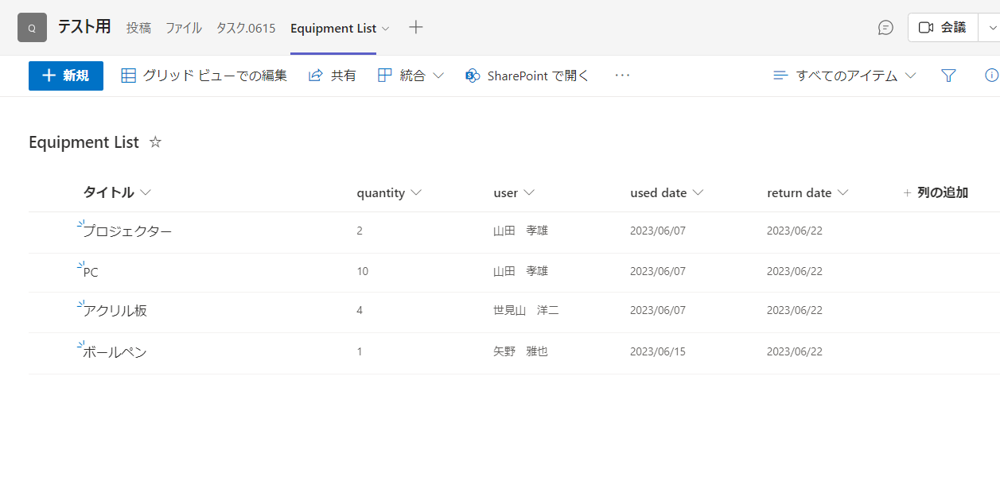 Q テスト用 投稿 ファイル タスク.0615 Equipment List 会議
新規 グリッド ビューでの編集 共有 統合 SharePoint で開く ... すべてのアイテム
Equipment List
タイトル quantity user used date return date + 列の追加
プロジェクター 2 山田　孝雄 2023/06/07 2023/06/22
PC 10 山田　孝雄 2023/06/07 2023/06/22
アクリル板 4 世見山　洋二 2023/06/07 2023/06/22
ボールペン 1 矢野　雅也 2023/06/15 2023/06/22